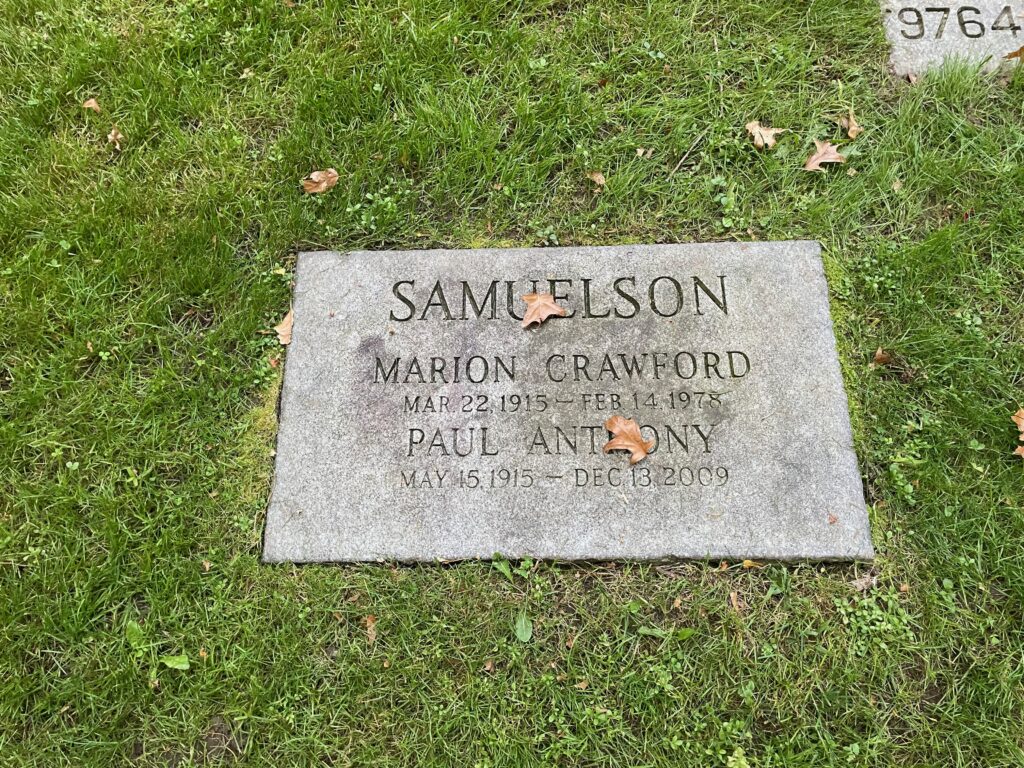 9764
SAMUELSON
MARION CRAWFORD
MAR. 22, 1915 — FEB. 14, 1978
PAUL ANTHONY
MAY 15, 1915 — DEC. 13, 2009